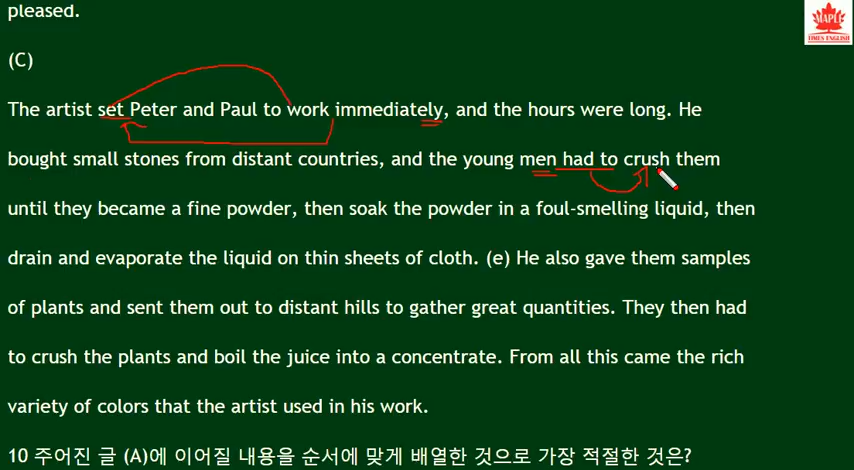 pleased.
MAPLE
TIMES ENGLISH
(C)
The artist set Peter and Paul to work immediately, and the hours were long. He
bought small stones from distant countries, and the young men had to crush them
until they became a fine powder, then soak the powder in a foul-smelling liquid, then
drain and evaporate the liquid on thin sheets of cloth. (e) He also gave them samples
of plants and sent them out to distant hills to gather great quantities. They then had
to crush the plants and boil the juice into a concentrate. From all this came the rich
variety of colors that the artist used in his work.
10 주어진 글 (A)에 이어질 내용을 순서에 맞게 배열한 것으로 가장 적절한 것은?